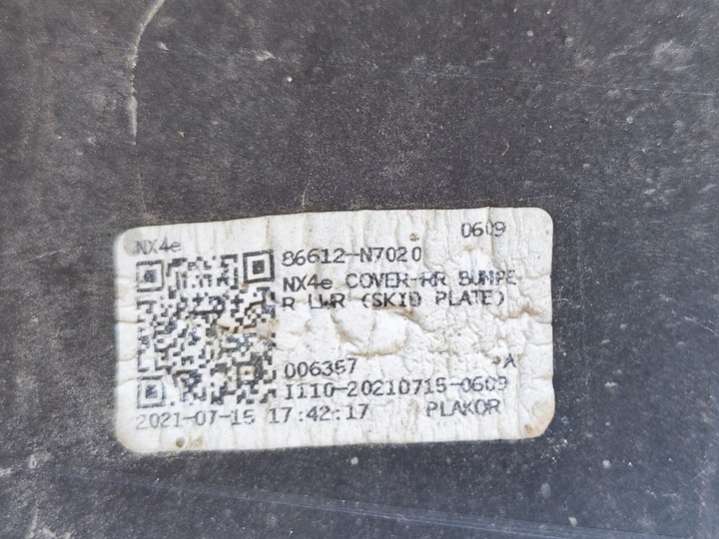 NX4e
0609
86612-N7020
NX4e COVER-RR BUMPE
R LWR (SKID PLATE)
006357
A
I110-20210715-0609
2021-07-15 17:42:17
PLAKOR